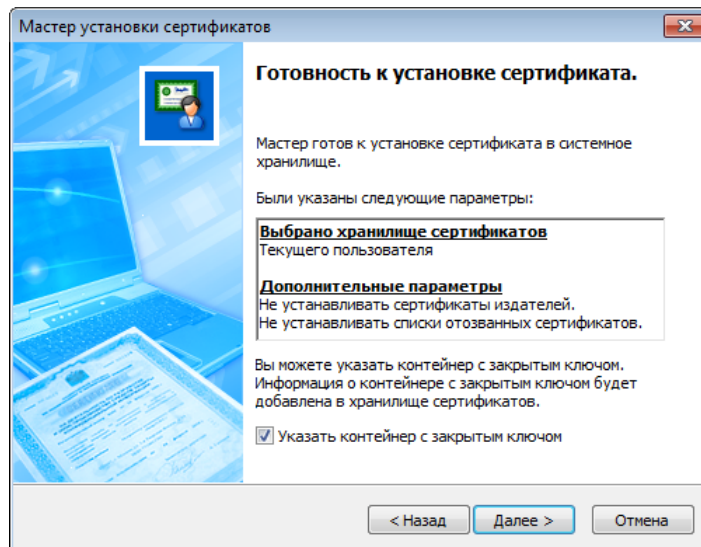 Мастер установки сертификатов
Готовность к установке сертификата.
Мастер готов к установке сертификата в системное
хранилище.
Были указаны следующие параметры:
Выбрано хранилище сертификатов
Текущего пользователя
Дополнительные параметры
Не устанавливать сертификаты издателей.
Не устанавливать списки отозванных сертификатов.
Вы можете указать контейнер с закрытым ключом.
Информация о контейнере с закрытым ключом будет
добавлена в хранилище сертификатов.
Указать контейнер с закрытым ключом
< Назад
Далее >
Отмена